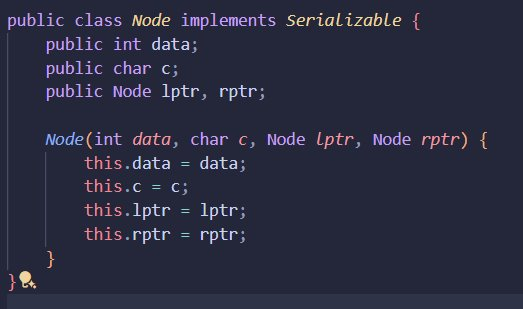 public class Node implements Serializable {
    public int data;
    public char c;
    public Node lptr, rptr;

    Node(int data, char c, Node lptr, Node rptr) {
        this.data = data;
        this.c = c;
        this.lptr = lptr;
        this.rptr = rptr;
    }
}